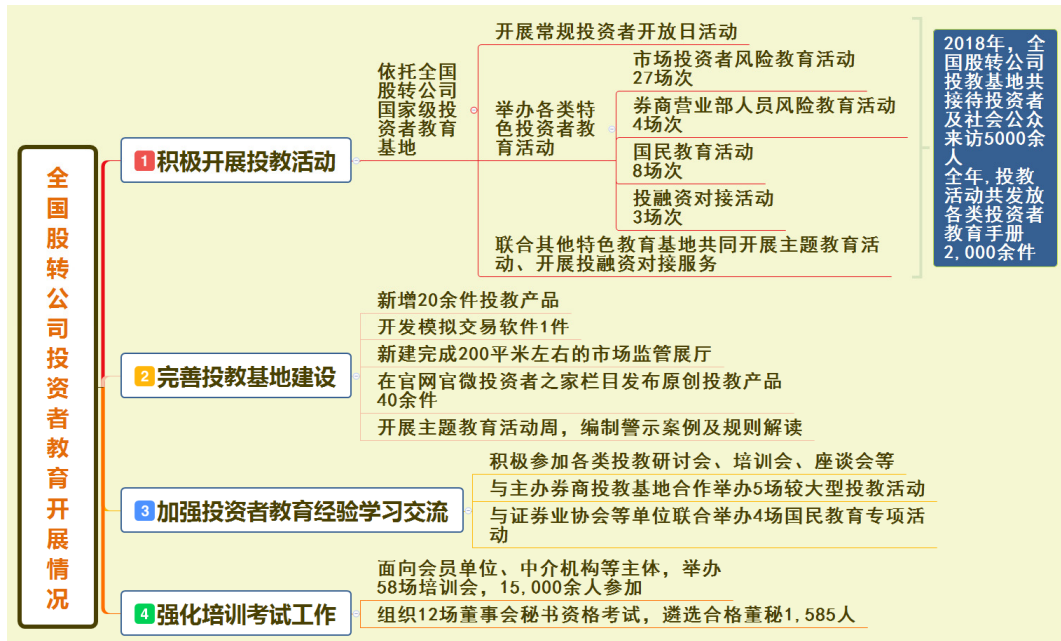 全国股转公司投资者教育开展情况
1 积极开展投教活动
依托全国
股转公司
国家级投
资者教育
基地
开展常规投资者开放日活动
举办各类特
色投资者教
育活动
市场投资者风险教育活动
27场次
券商营业部人员风险教育活动
4场次
国民教育活动
8场次
投融资对接活动
3场次
联合其他特色教育基地共同开展主题教育活
动、开展投融资对接服务
2018年，全
国股转公司
投教基地共
接待投资者
及社会公众
来访5000余
人
全年,投教
活动共发放
各类投资者
教育手册
2,000余件
2 完善投教基地建设
新增20余件投教产品
开发模拟交易软件1件
新建完成200平米左右的市场监管展厅
在官网官微投资者之家栏目发布原创投教产品
40余件
开展主题教育活动周，编制警示案例及规则解读
3 加强投资者教育经验学习交流
积极参加各类投教研讨会、培训会、座谈会等
与主办券商投教基地合作举办5场较大型投教活动
与证券业协会等单位联合举办4场国民教育专项活
动
4 强化培训考试工作
面向会员单位、中介机构等主体，举办
58场培训会，15,000余人参加
组织12场董事会秘书资格考试，遴选合格董秘1,585人